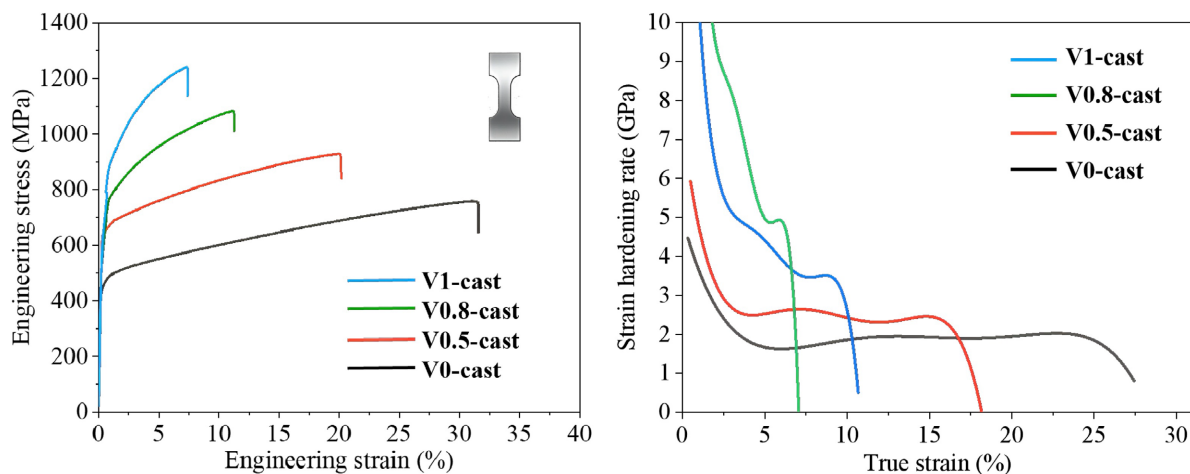 1400
1200
1000
800
600
400
200
0
Engineering stress (MPa)
0 5 10 15 20 25 30 35 40
Engineering strain (%)
V1-cast
V0.8-cast
V0.5-cast
V0-cast
10
9
8
7
6
5
4
3
2
1
0
Strain hardening rate (GPa)
0 5 10 15 20 25 30
True strain (%)
V1-cast
V0.8-cast
V0.5-cast
V0-cast